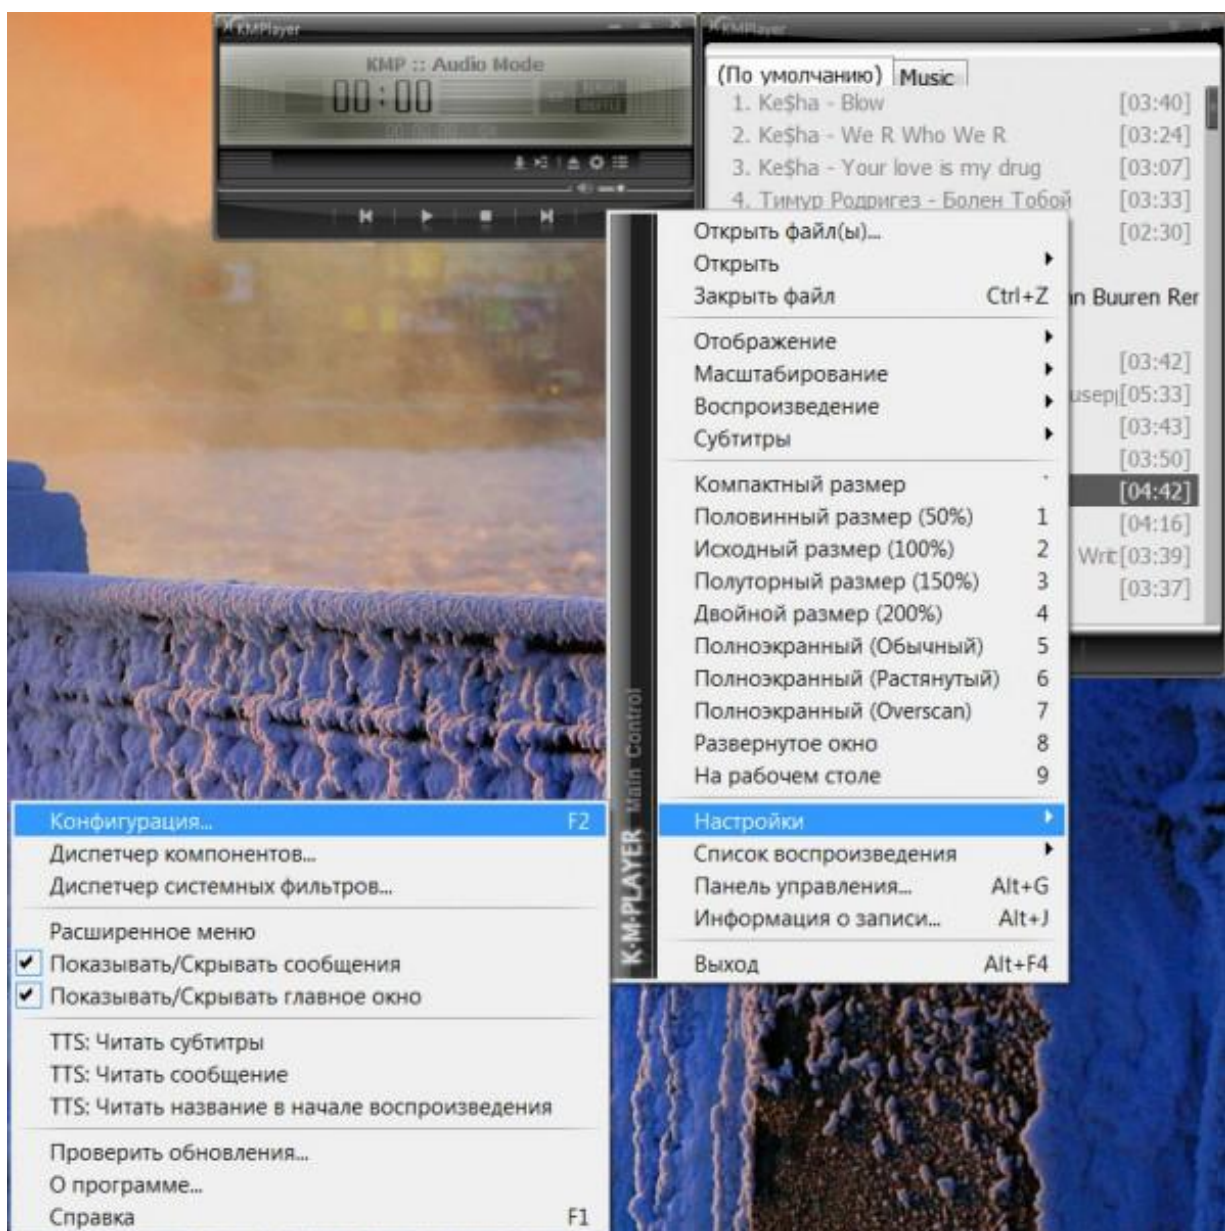 KMPlayer
KMP :: Audio Mode
00:00
KMPlayer
(По умолчанию) Music
1. Ke$ha - Blow [03:40]
2. Ke$ha - We R Who We R [03:24]
3. Ke$ha - Your love is my drug [03:07]
4. Тимур Родригез - Болен Тобой [03:33]
[02:30]
n Buuren Rer
[03:42]
usep [05:33]
[03:43]
[03:50]
[04:42]
[04:16]
Writ [03:39]
[03:37]
K·M·PLAYER Main Control
Открыть файл(ы)...
Открыть
Закрыть файл Ctrl+Z
Отображение
Масштабирование
Воспроизведение
Субтитры
Компактный размер `
Половинный размер (50%) 1
Исходный размер (100%) 2
Полуторный размер (150%) 3
Двойной размер (200%) 4
Полноэкранный (Обычный) 5
Полноэкранный (Растянутый) 6
Полноэкранный (Overscan) 7
Развернутое окно 8
На рабочем столе 9
Настройки
Список воспроизведения
Панель управления... Alt+G
Информация о записи... Alt+J
Выход Alt+F4
Конфигурация... F2
Диспетчер компонентов...
Диспетчер системных фильтров...
Расширенное меню
Показывать/Скрывать сообщения
Показывать/Скрывать главное окно
TTS: Читать субтитры
TTS: Читать сообщение
TTS: Читать название в начале воспроизведения
Проверить обновления...
О программе...
Справка F1